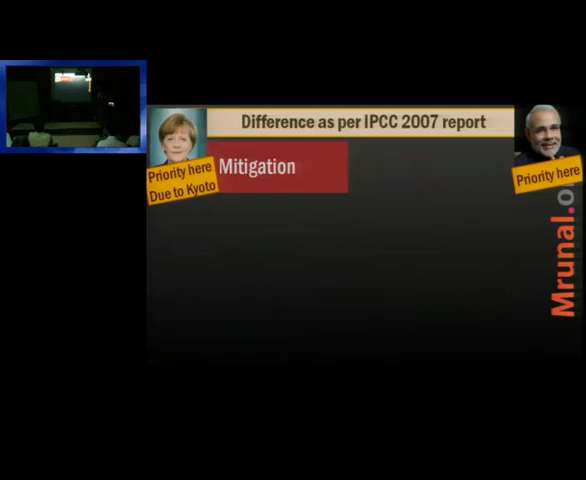 Difference as per IPCC 2007 report
Priority here
Due to Kyoto
Mitigation
Priority here
Mrunal.o